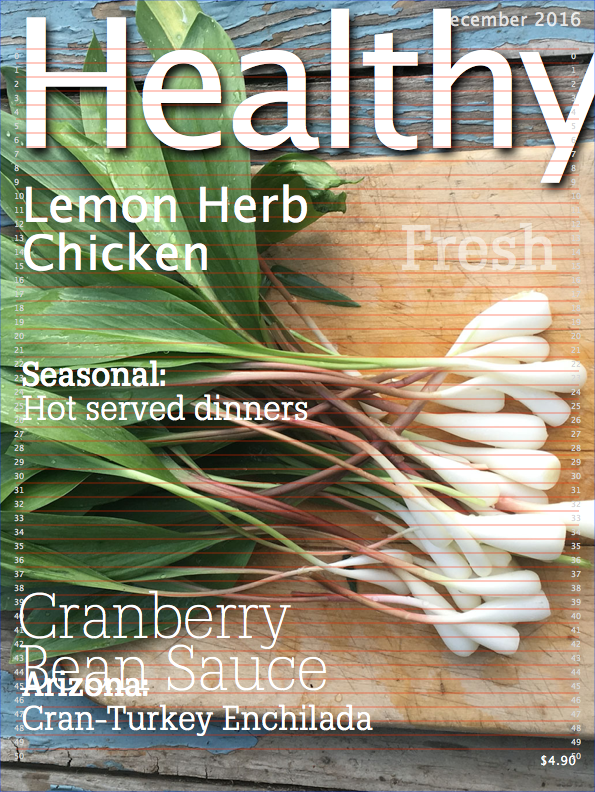 ecember 2016
Healthy
Lemon Herb
Chicken
Fresh
Seasonal:
Hot served dinners
Cranberry
Bean Sauce
Arizona:
Cran-Turkey Enchilada
$4.90